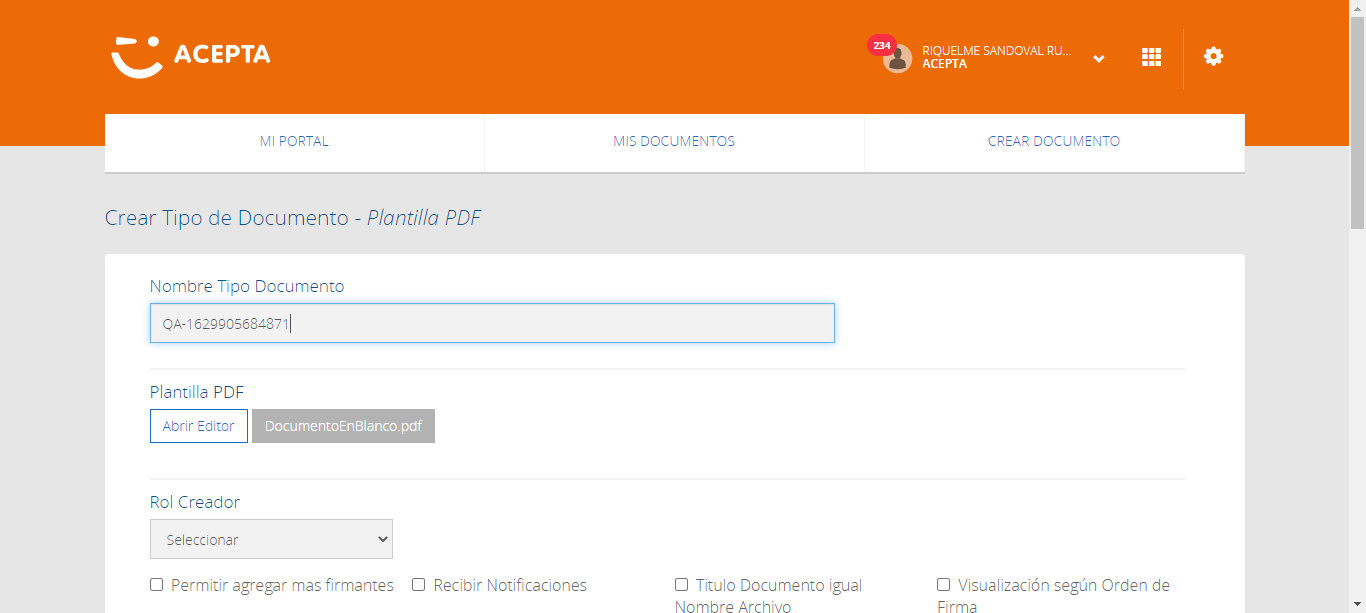 ACEPTA
234
RIQUELME SANDOVAL RU...
ACEPTA
MI PORTAL
MIS DOCUMENTOS
CREAR DOCUMENTO
Crear Tipo de Documento - Plantilla PDF
Nombre Tipo Documento
QA-1629905684871
Plantilla PDF
Abrir Editor
DocumentoEnBlanco.pdf
Rol Creador
Seleccionar
Permitir agregar mas firmantes
Recibir Notificaciones
Titulo Documento igual
Nombre Archivo
Visualización según Orden de
Firma